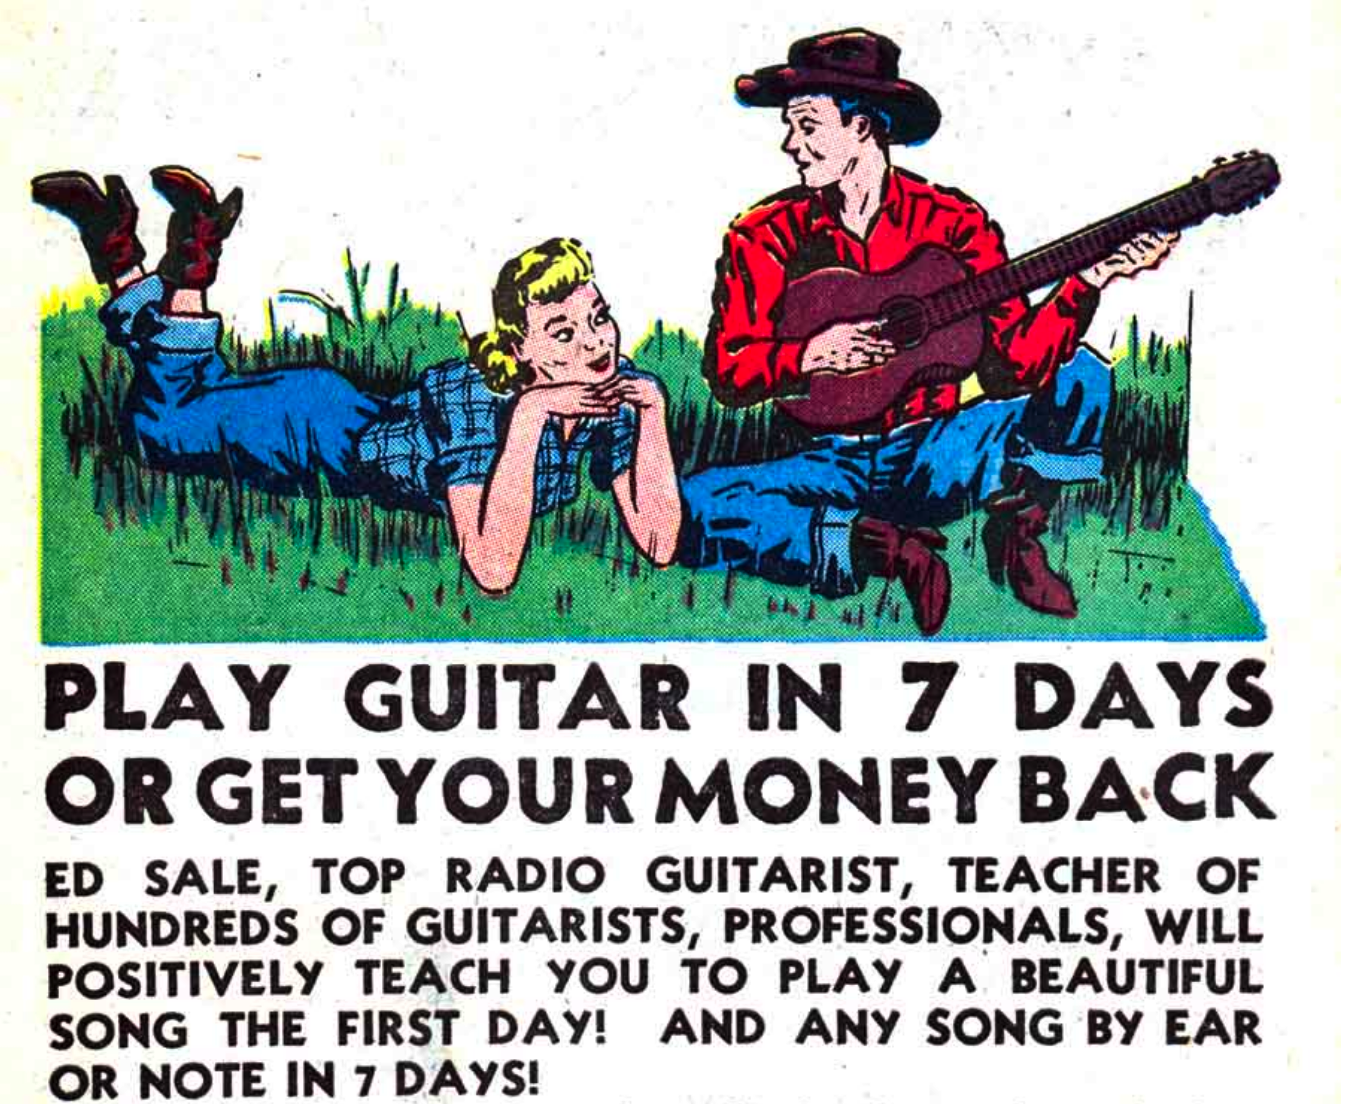 PLAY GUITAR IN 7 DAYS
OR GET YOUR MONEY BACK
ED SALE, TOP RADIO GUITARIST, TEACHER OF
HUNDREDS OF GUITARISTS, PROFESSIONALS, WILL
POSITIVELY TEACH YOU TO PLAY A BEAUTIFUL
SONG THE FIRST DAY! AND ANY SONG BY EAR
OR NOTE IN 7 DAYS!